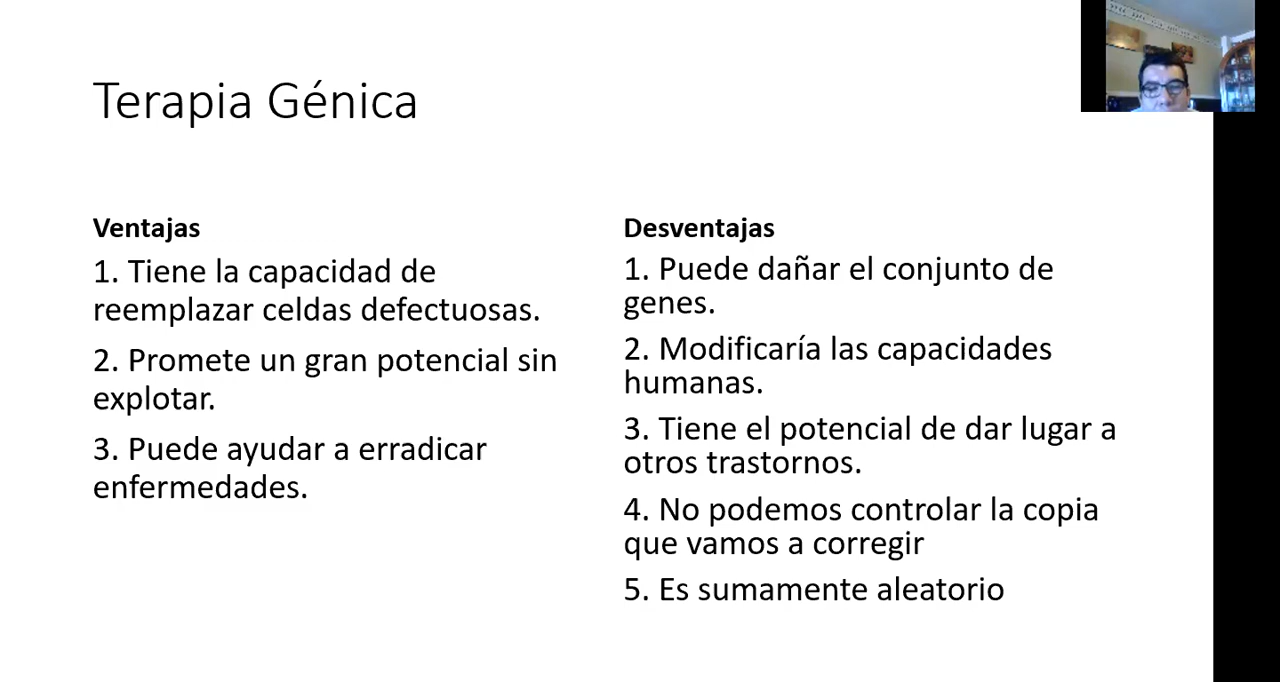 Terapia Génica
Ventajas
1. Tiene la capacidad de
reemplazar celdas defectuosas.
2. Promete un gran potencial sin
explotar.
3. Puede ayudar a erradicar
enfermedades.
Desventajas
1. Puede dañar el conjunto de
genes.
2. Modificaría las capacidades
humanas.
3. Tiene el potencial de dar lugar a
otros trastornos.
4. No podemos controlar la copia
que vamos a corregir
5. Es sumamente aleatorio